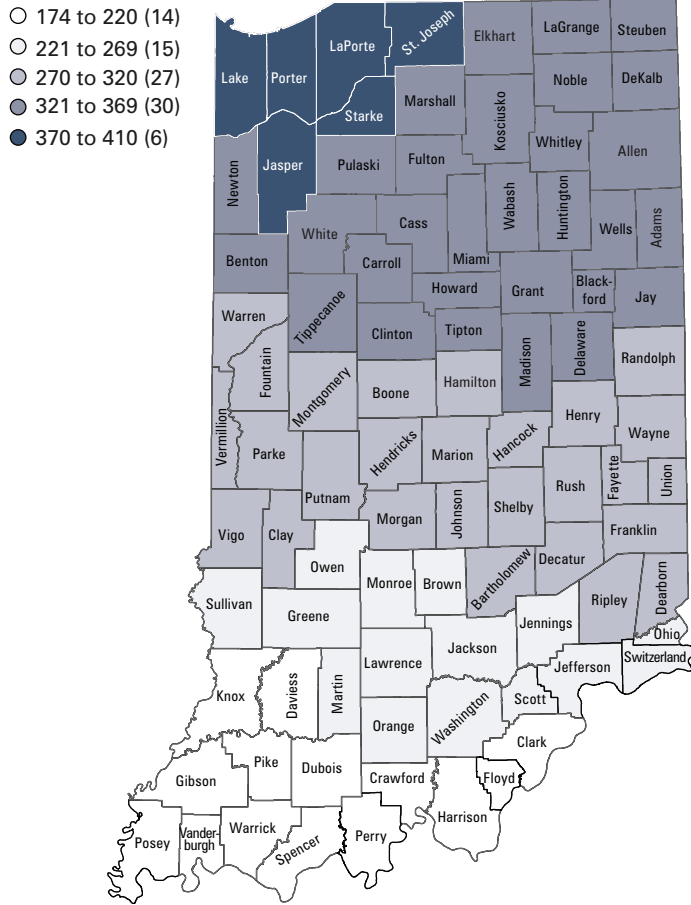 174 to 220 (14)
221 to 269 (15)
270 to 320 (27)
321 to 369 (30)
370 to 410 (6)
Lake
Porter
LaPorte
St. Joseph
Elkhart
LaGrange
Steuben
Noble
DeKalb
Starke
Marshall
Kosciusko
Whitley
Allen
Newton
Jasper
Pulaski
Fulton
Wabash
Huntington
Wells
Adams
White
Cass
Miami
Benton
Carroll
Howard
Grant
Black-
ford
Jay
Warren
Tippecanoe
Clinton
Tipton
Madison
Delaware
Randolph
Fountain
Montgomery
Boone
Hamilton
Henry
Wayne
Vermillion
Parke
Hendricks
Marion
Hancock
Fayette
Union
Putnam
Morgan
Johnson
Shelby
Rush
Franklin
Vigo
Clay
Owen
Monroe
Brown
Bartholomew
Decatur
Ripley
Dearborn
Sullivan
Greene
Jennings
Ohio
Lawrence
Jackson
Jefferson
Switzerland
Knox
Daviess
Martin
Orange
Washington
Scott
Clark
Gibson
Pike
Dubois
Crawford
Floyd
Harrison
Posey
Vander-
burgh
Warrick
Spencer
Perry